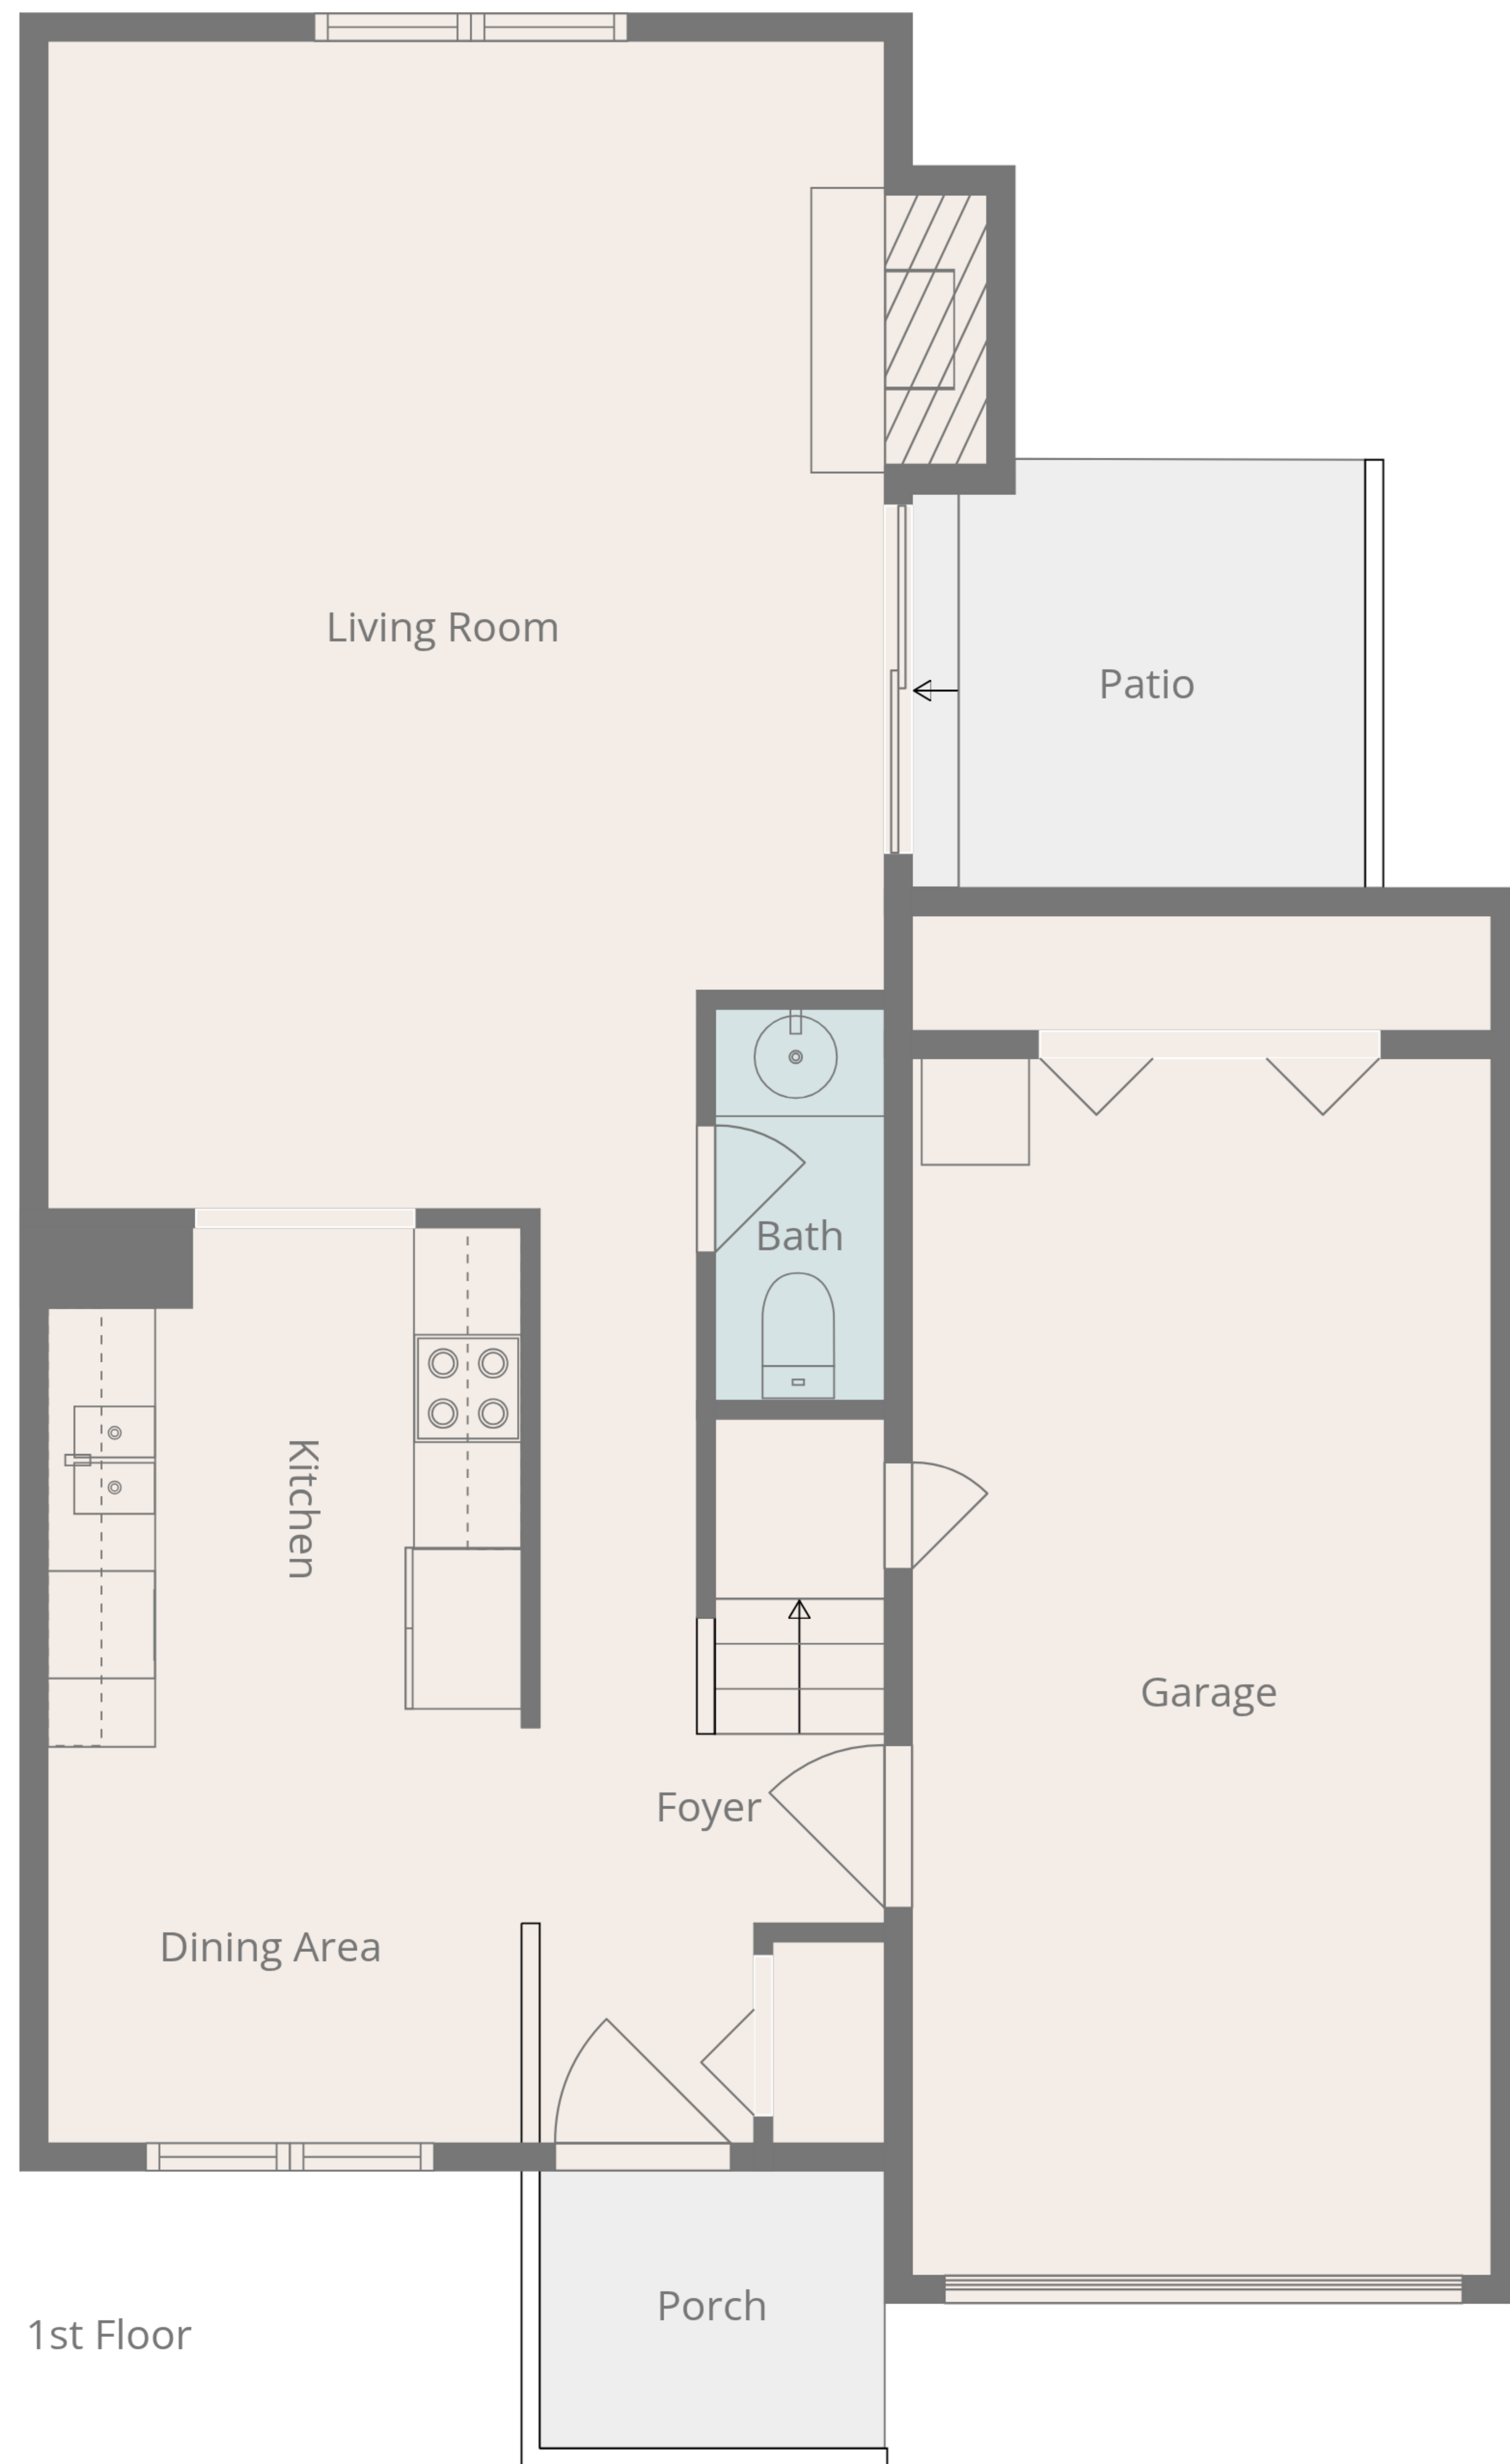 Living Room
Patio
Bath
Kitchen
Garage
Foyer
Dining Area
Porch
1st Floor